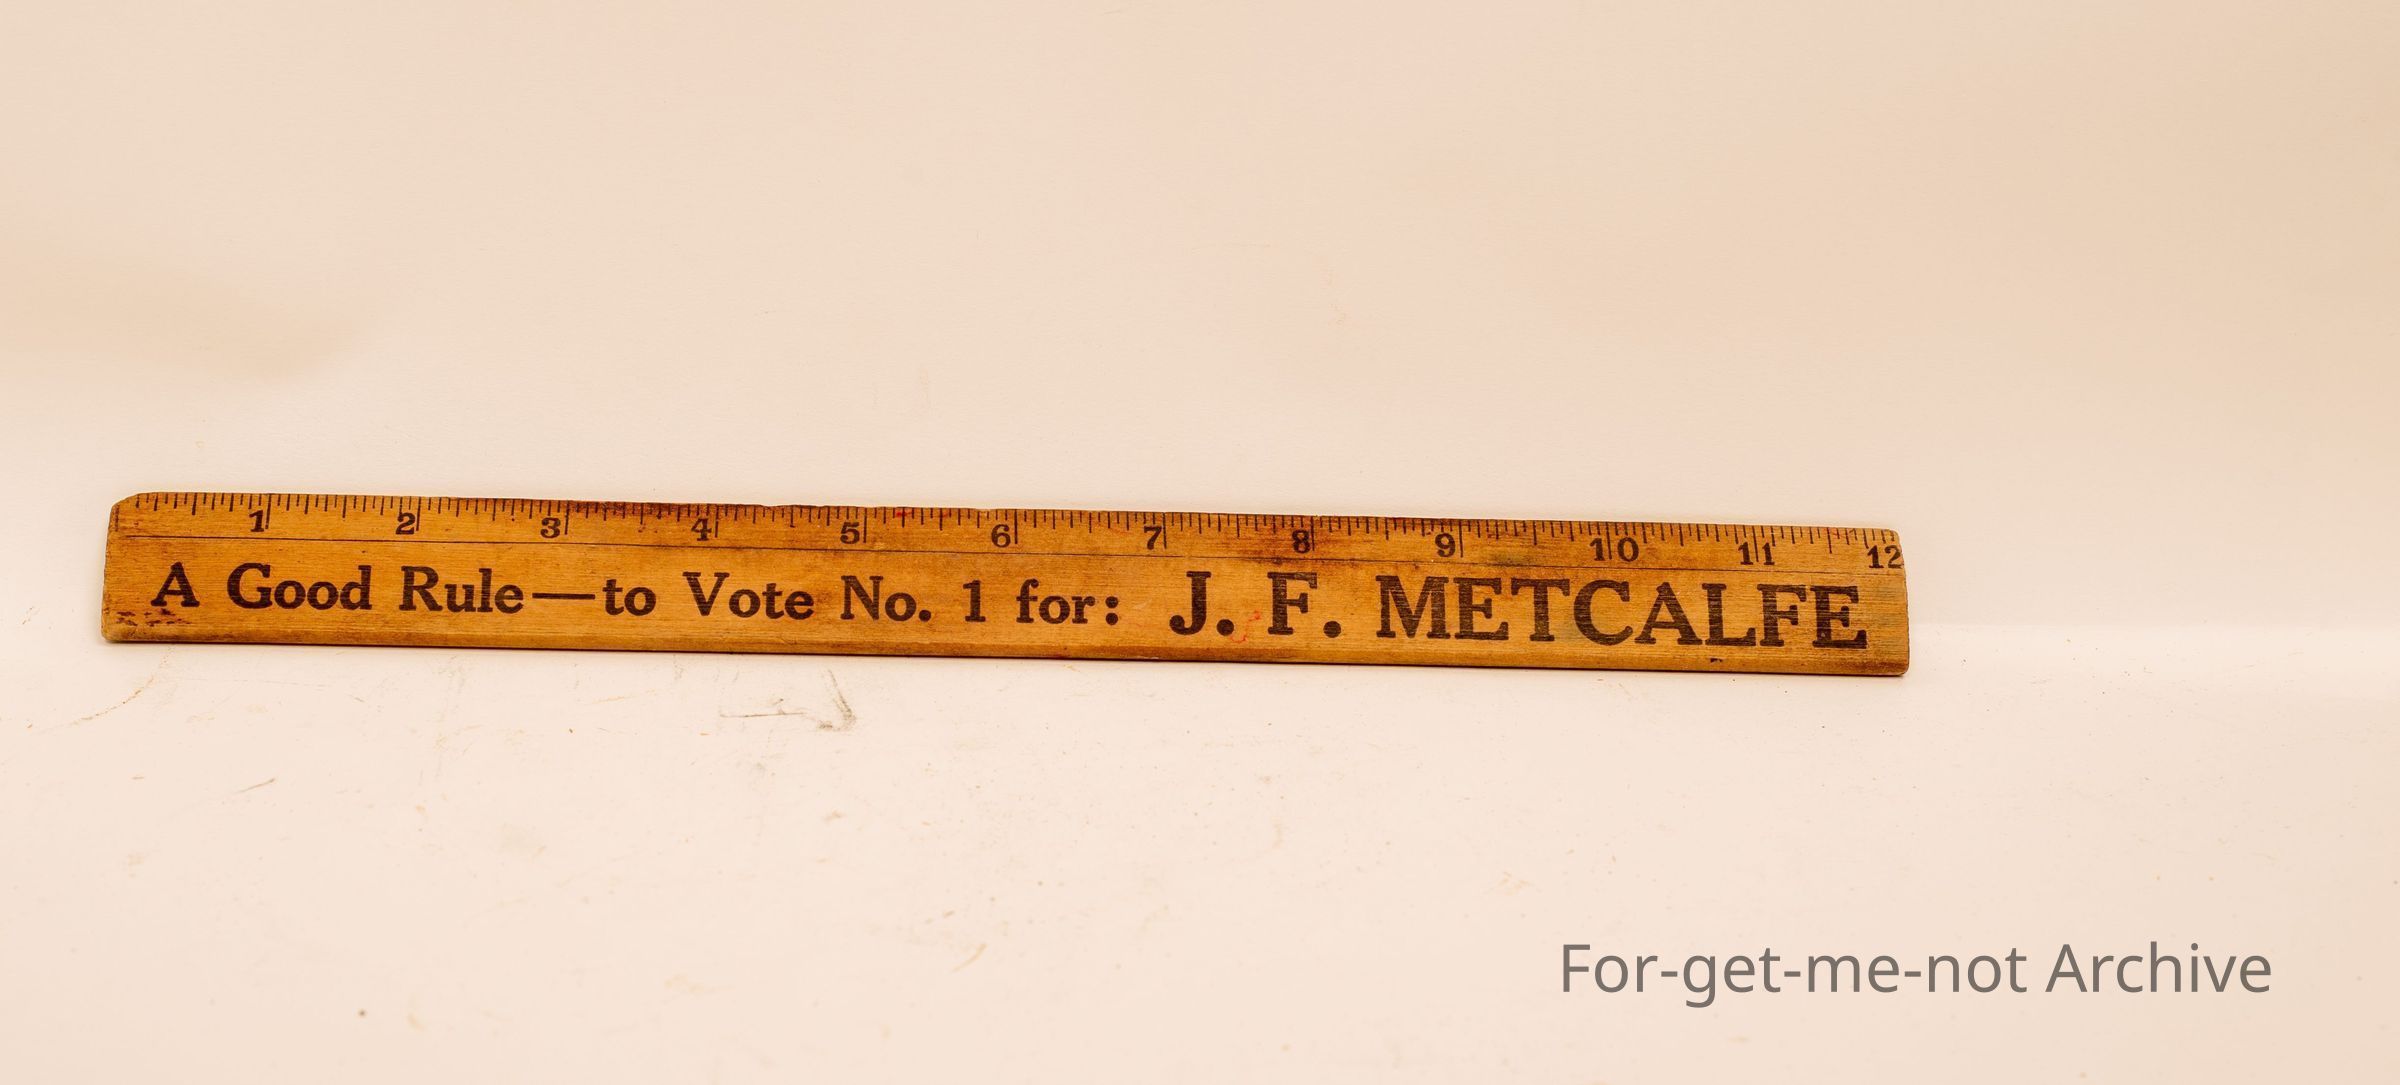 1 2 3 4 5 6 7 8 9 10 11 12
A Good Rule—to Vote No. 1 for: J. F. METCALFE
For-get-me-not Archive